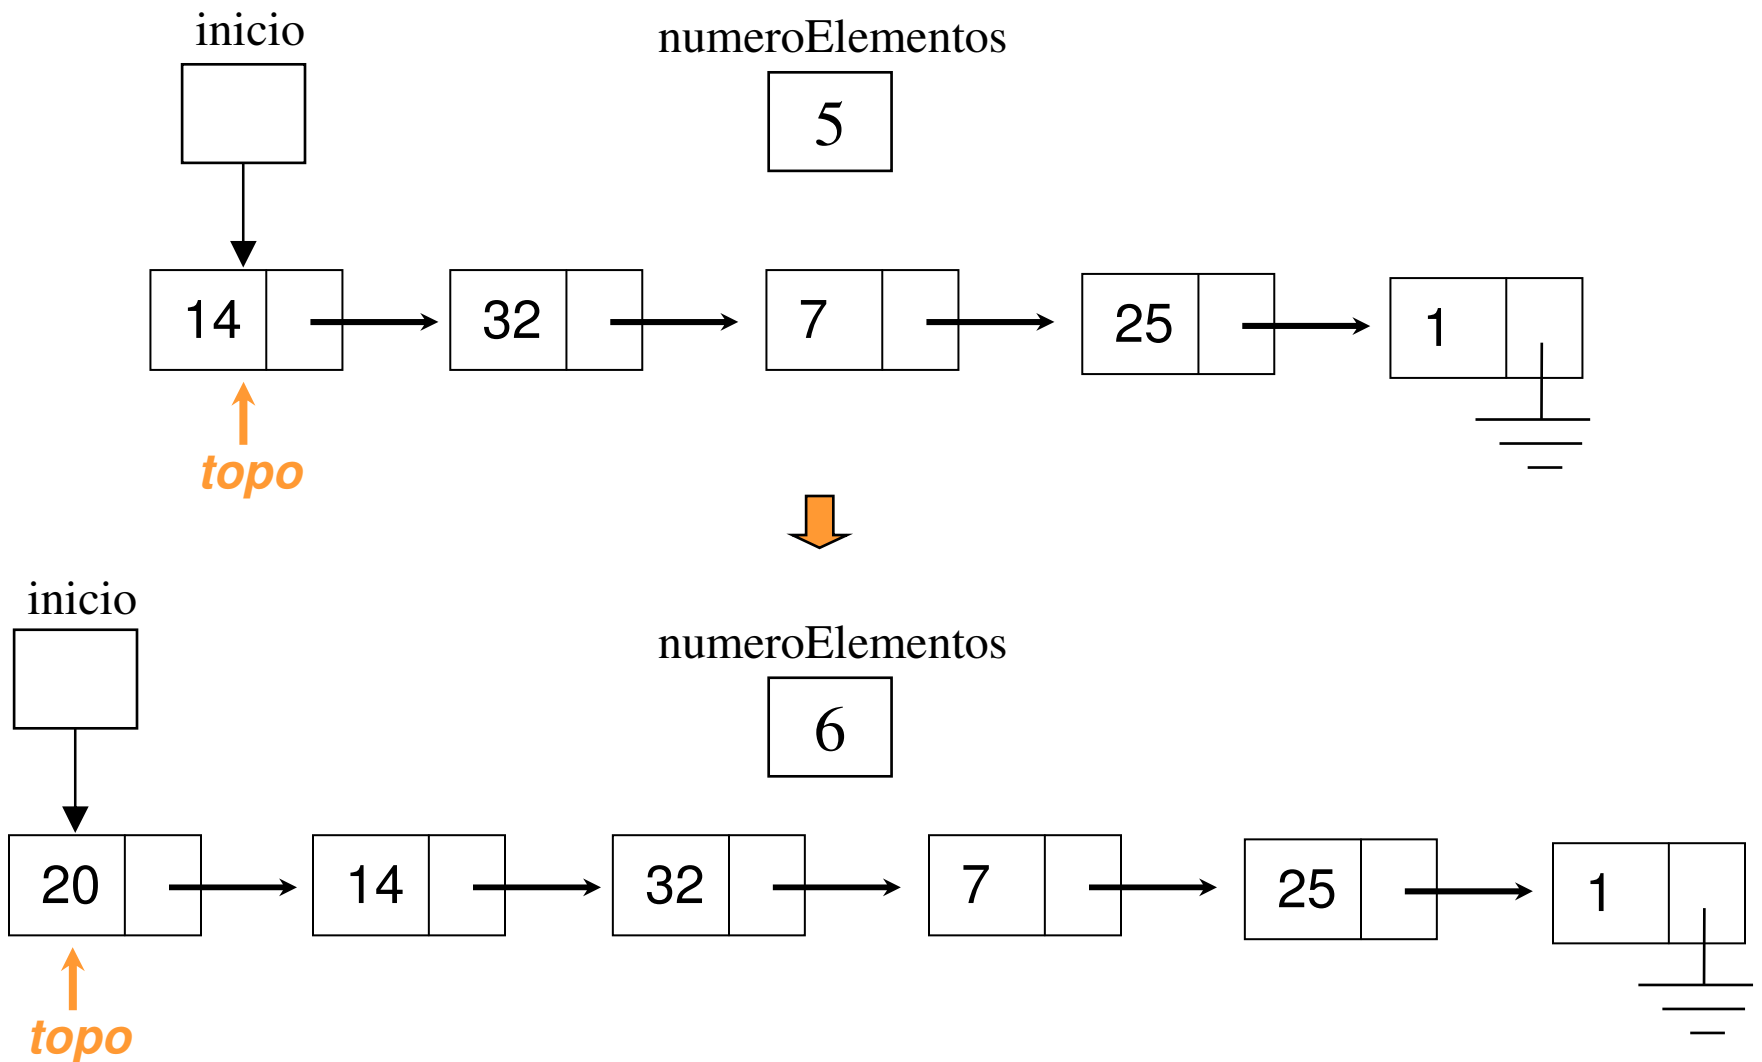 inicio
numeroElementos
5
14 32 7 25 1
topo
inicio
numeroElementos
6
20 14 32 7 25 1
topo